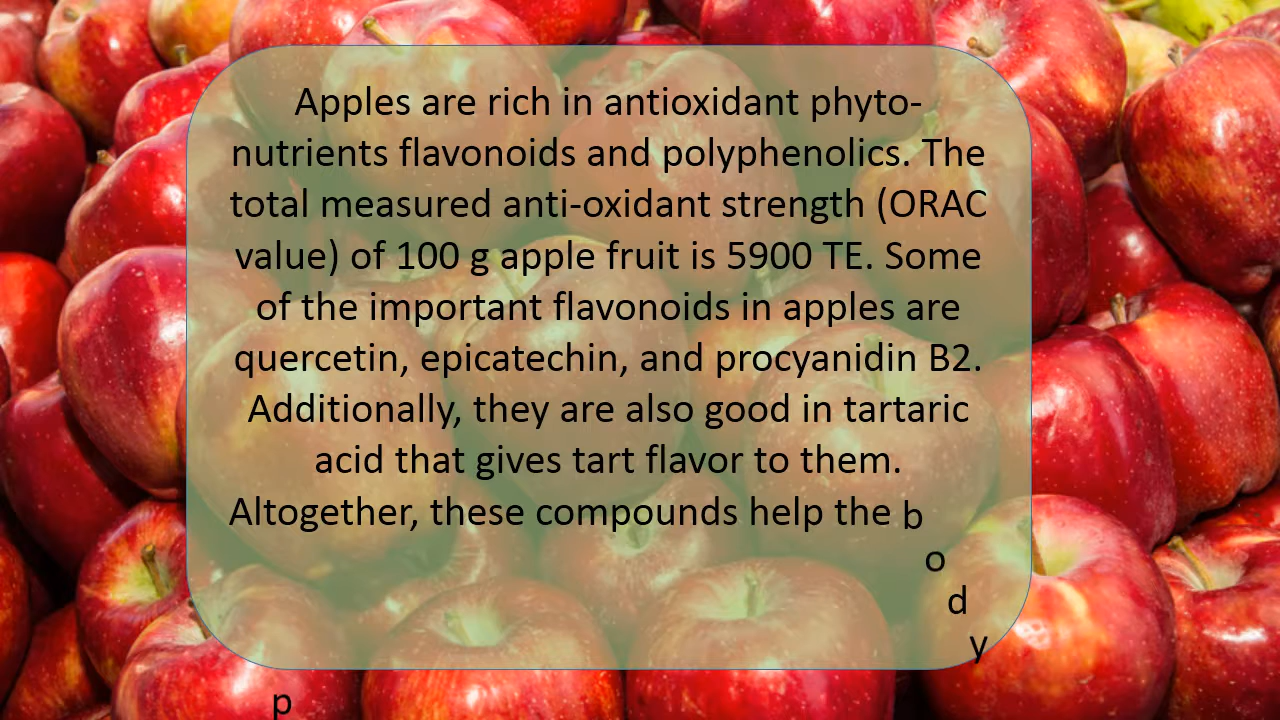 Apples are rich in antioxidant phyto-
nutrients flavonoids and polyphenolics. The
total measured anti-oxidant strength (ORAC
value) of 100 g apple fruit is 5900 TE. Some
of the important flavonoids in apples are
quercetin, epicatechin, and procyanidin B2.
Additionally, they are also good in tartaric
acid that gives tart flavor to them.
Altogether, these compounds help the body
p